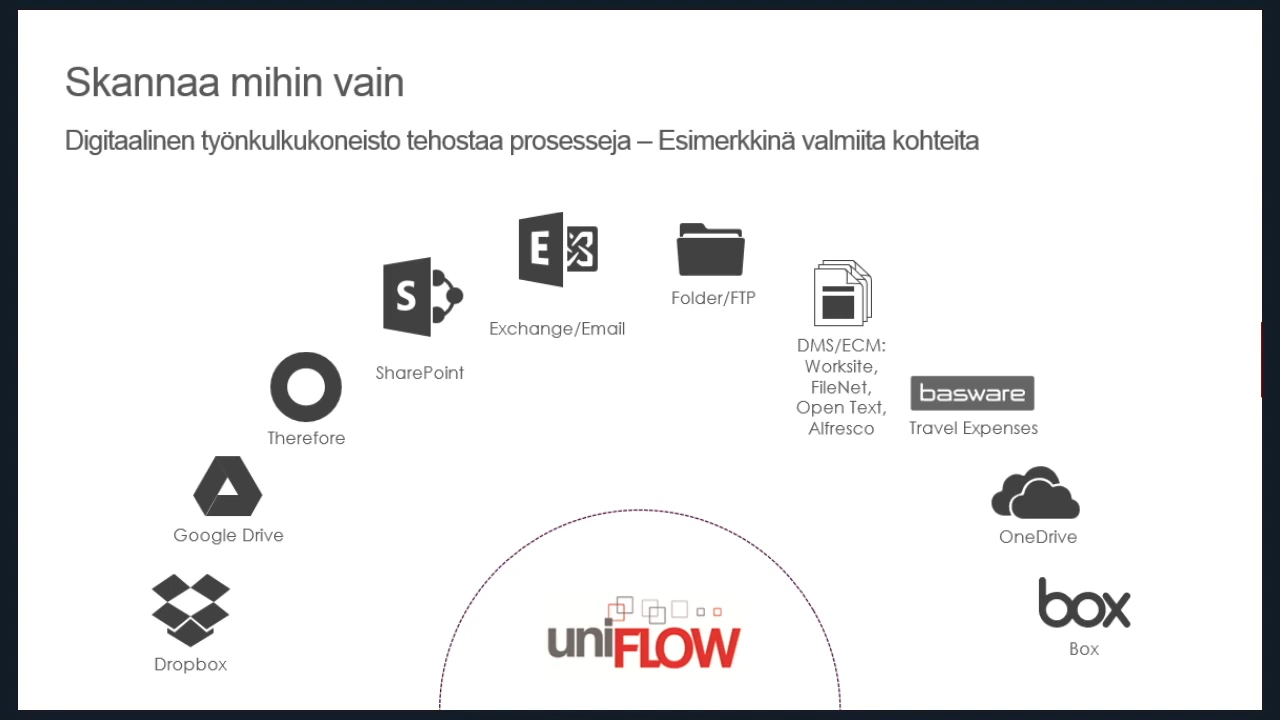 Skannaa mihin vain
Digitaalinen työnkulkukoneisto tehostaa prosesseja – Esimerkkinä valmiita kohteita
E
S
Folder/FTP
Exchange/Email
DMS/ECM:
Worksite,
FileNet,
Open Text,
Alfresco
SharePoint
basware
Travel Expenses
Therefore
Google Drive
OneDrive
box
Box
uniFLOW
Dropbox